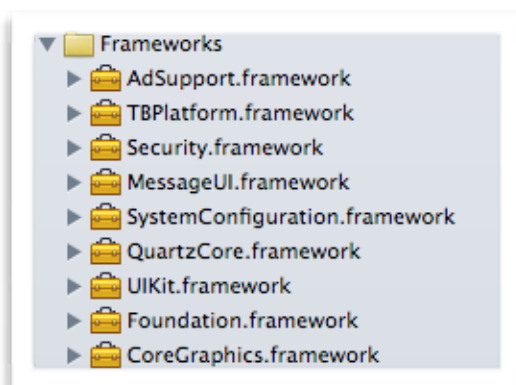 Frameworks
AdSupport.framework
TBPlatform.framework
Security.framework
MessageUI.framework
SystemConfiguration.framework
QuartzCore.framework
UIKit.framework
Foundation.framework
CoreGraphics.framework